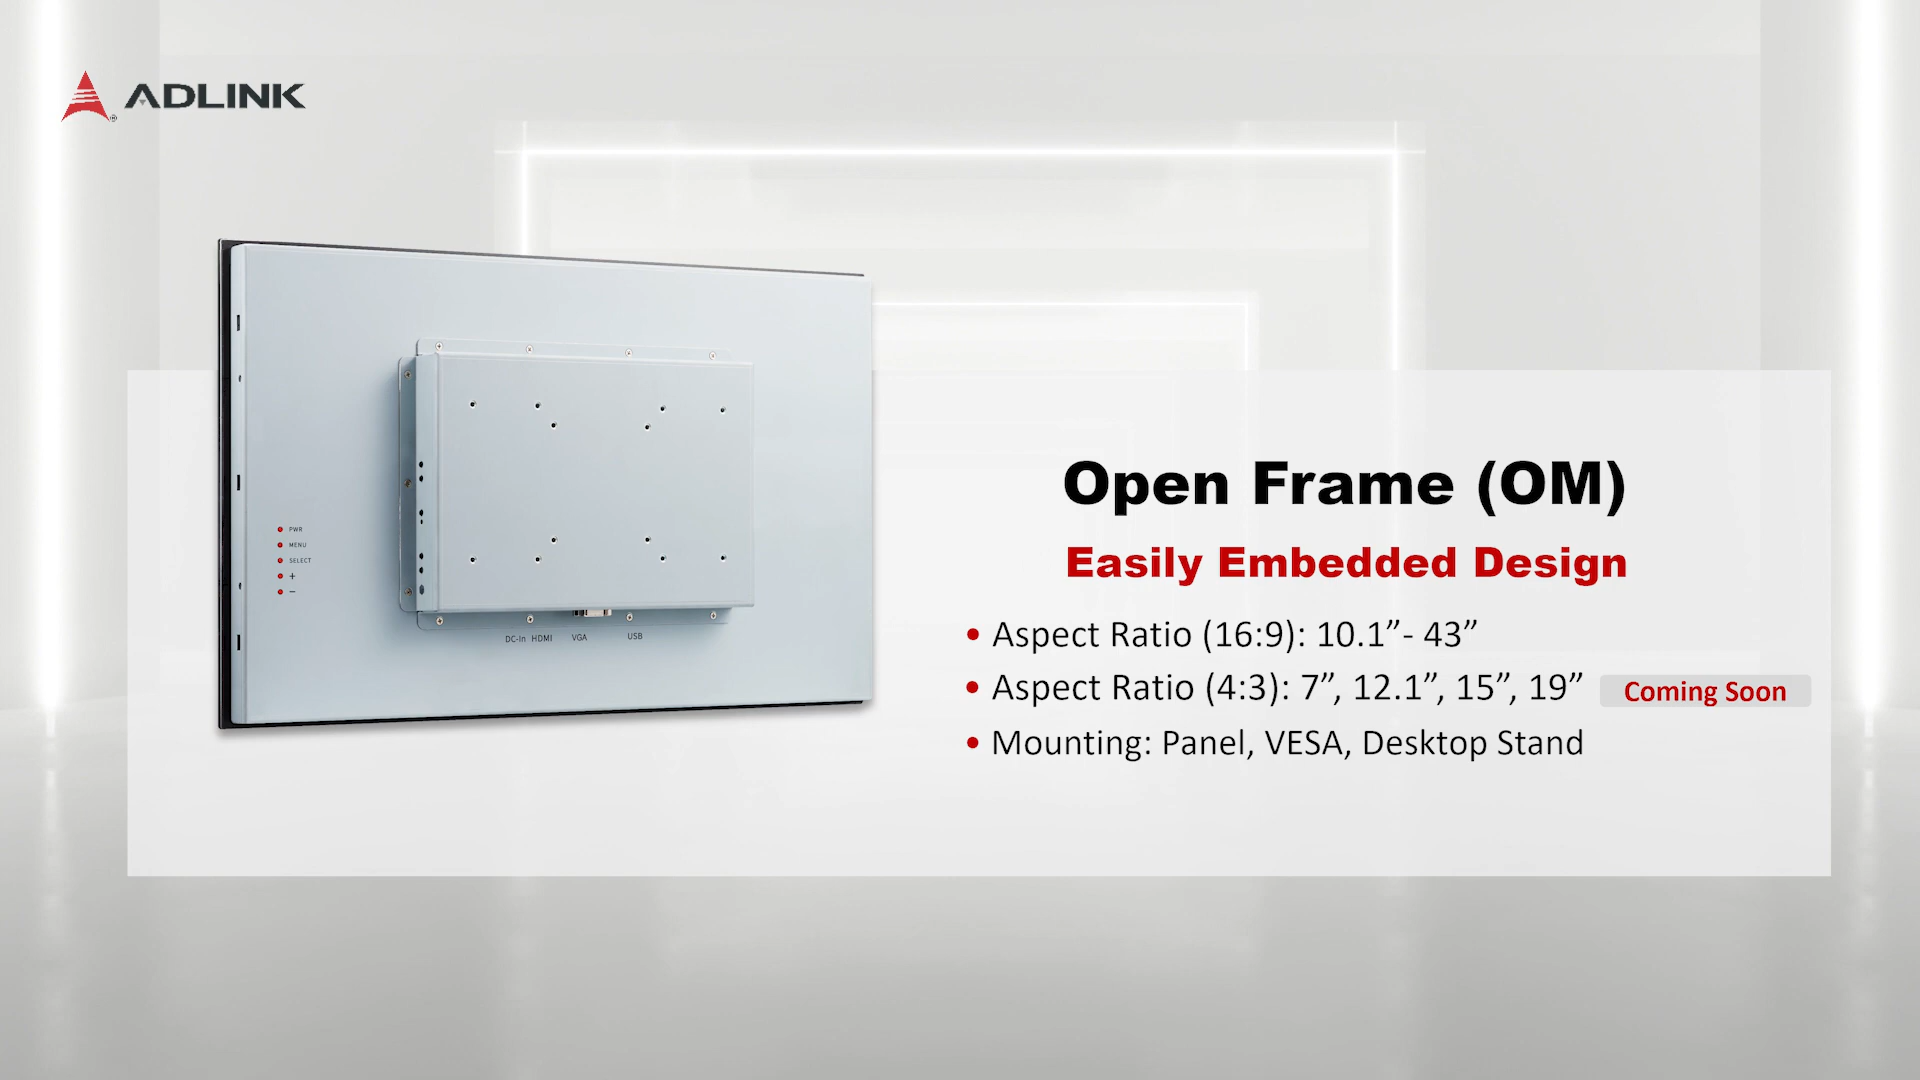 ADLINK
®
PWR
MENU
SELECT
+
−
DC-In HDMI VGA USB
Open Frame (OM)
Easily Embedded Design
• Aspect Ratio (16:9): 10.1”- 43”
• Aspect Ratio (4:3): 7”, 12.1”, 15”, 19” Coming Soon
• Mounting: Panel, VESA, Desktop Stand